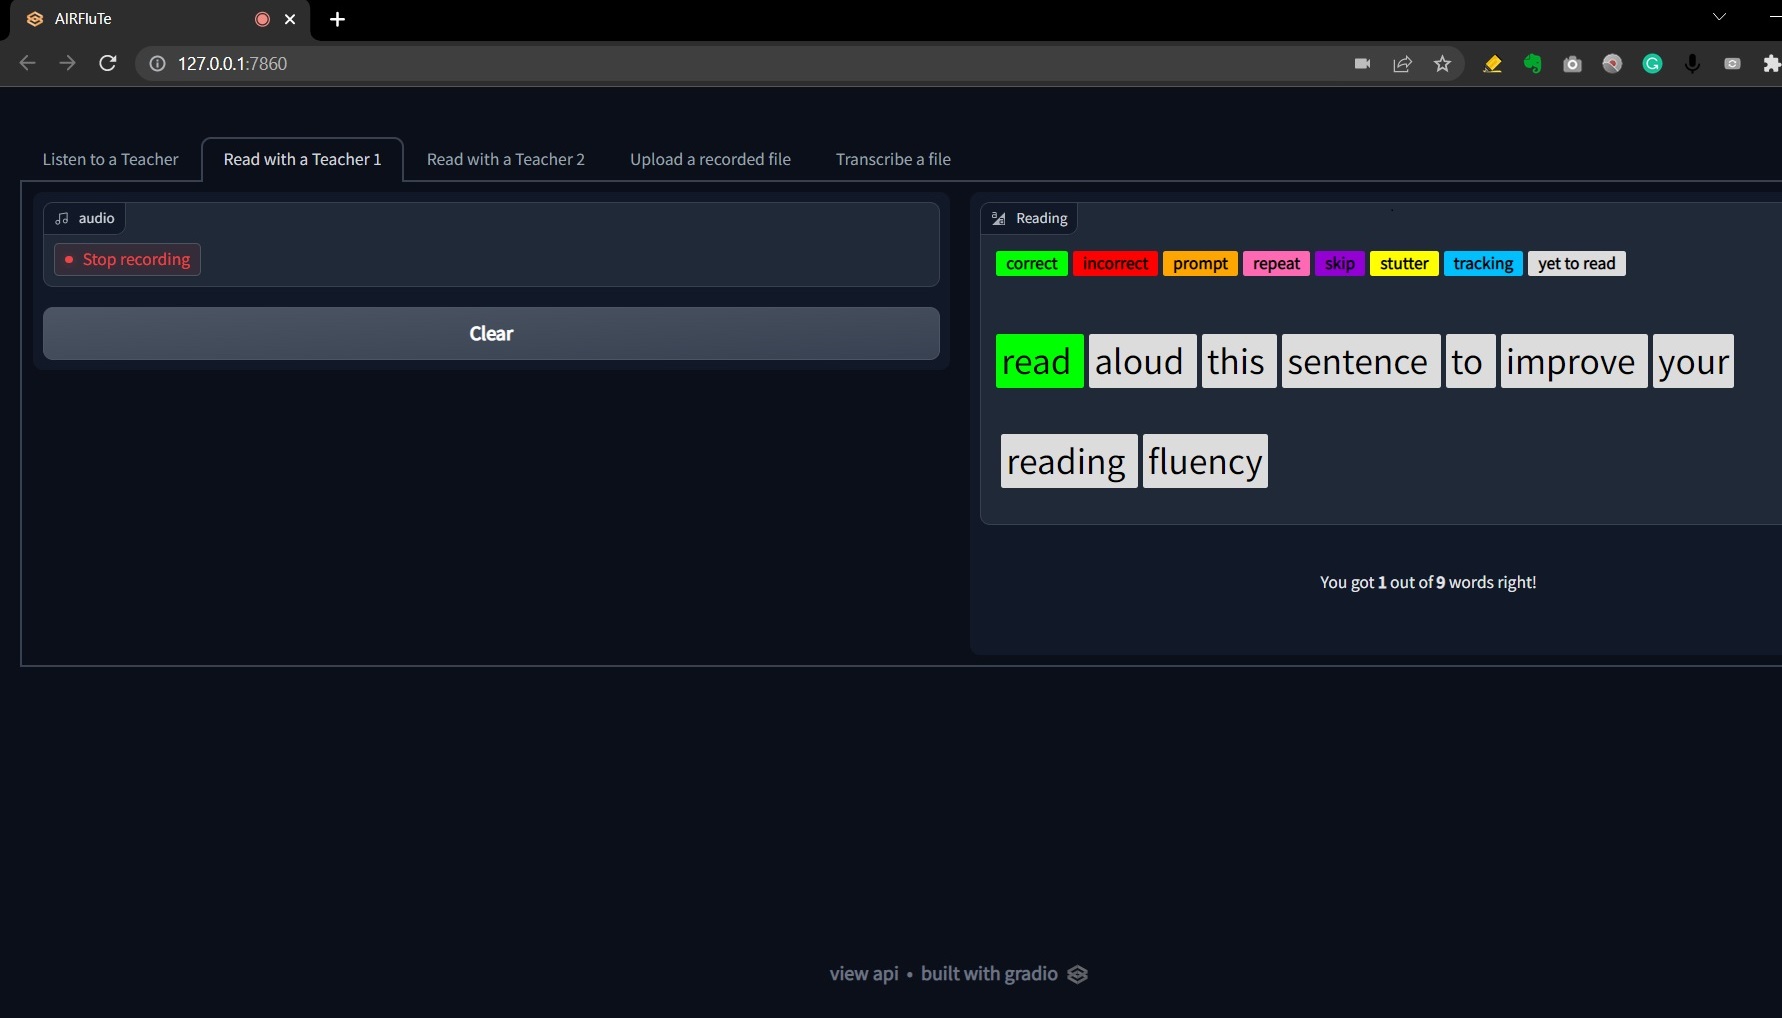 AIRFluTe
127.0.0.1:7860
Listen to a Teacher
Read with a Teacher 1
Read with a Teacher 2
Upload a recorded file
Transcribe a file
audio
Stop recording
Clear
Reading
correct incorrect prompt repeat skip stutter tracking yet to read
read aloud this sentence to improve your
reading fluency
You got 1 out of 9 words right!
view api • built with gradio